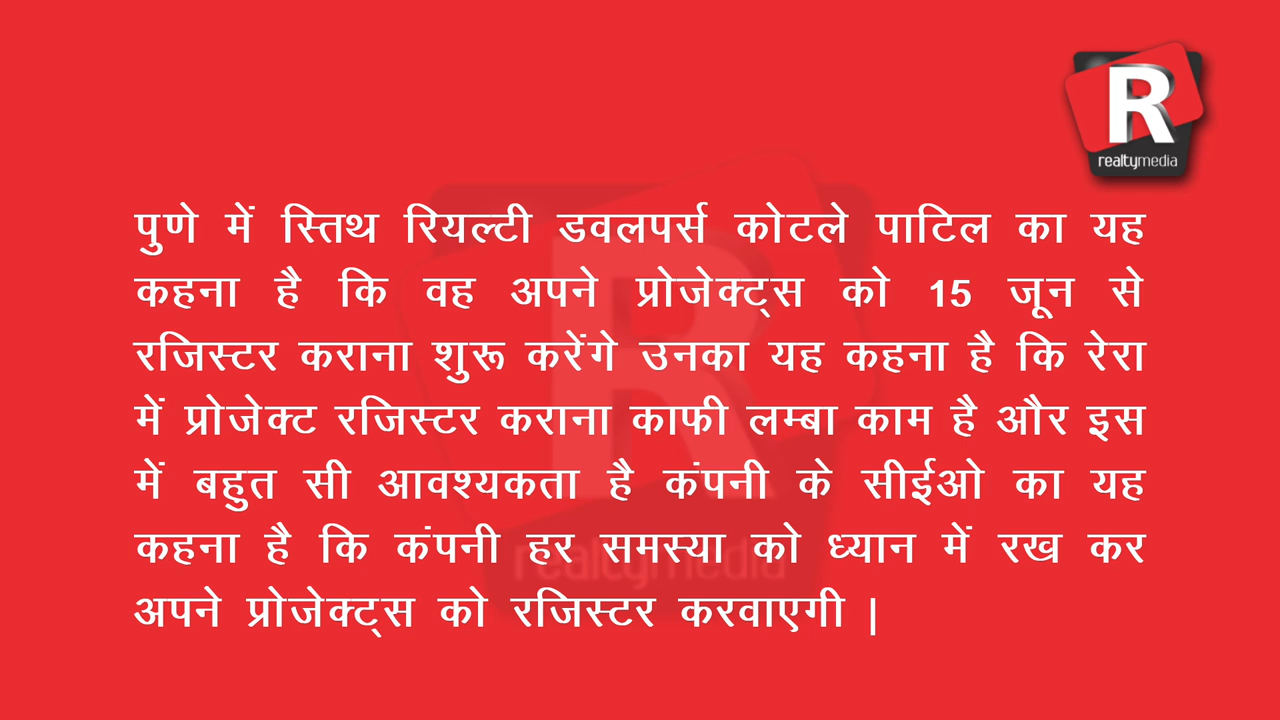 R
realtymedia
पुणे में स्तिथ रियल्टी डवलपर्स कोटले पाटिल का यह
कहना है कि वह अपने प्रोजेक्ट्स को 15 जून से
रजिस्टर कराना शुरू करेंगे उनका यह कहना है कि रेरा
में प्रोजेक्ट रजिस्टर कराना काफी लम्बा काम है और इस
में बहुत सी आवश्यकता है कंपनी के सीईओ का यह
कहना है कि कंपनी हर समस्या को ध्यान में रख कर
अपने प्रोजेक्ट्स को रजिस्टर करवाएगी |
R
realtymedia